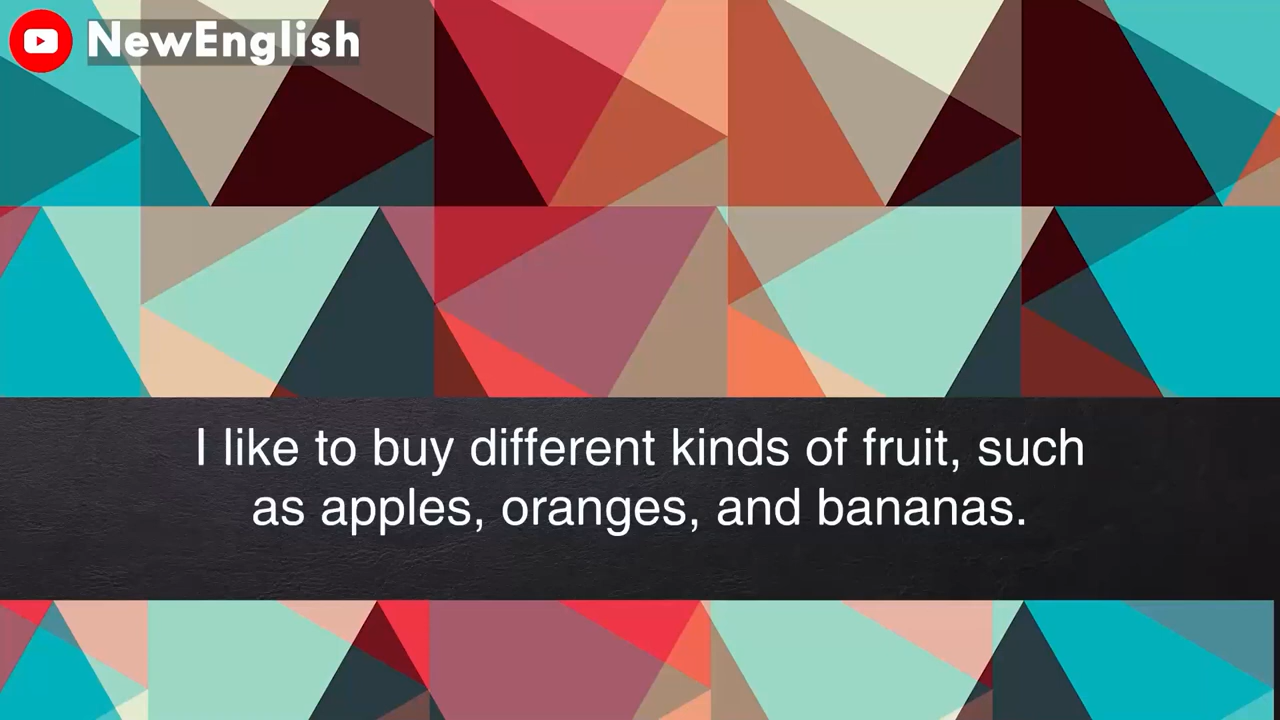 NewEnglish
I like to buy different kinds of fruit, such
as apples, oranges, and bananas.